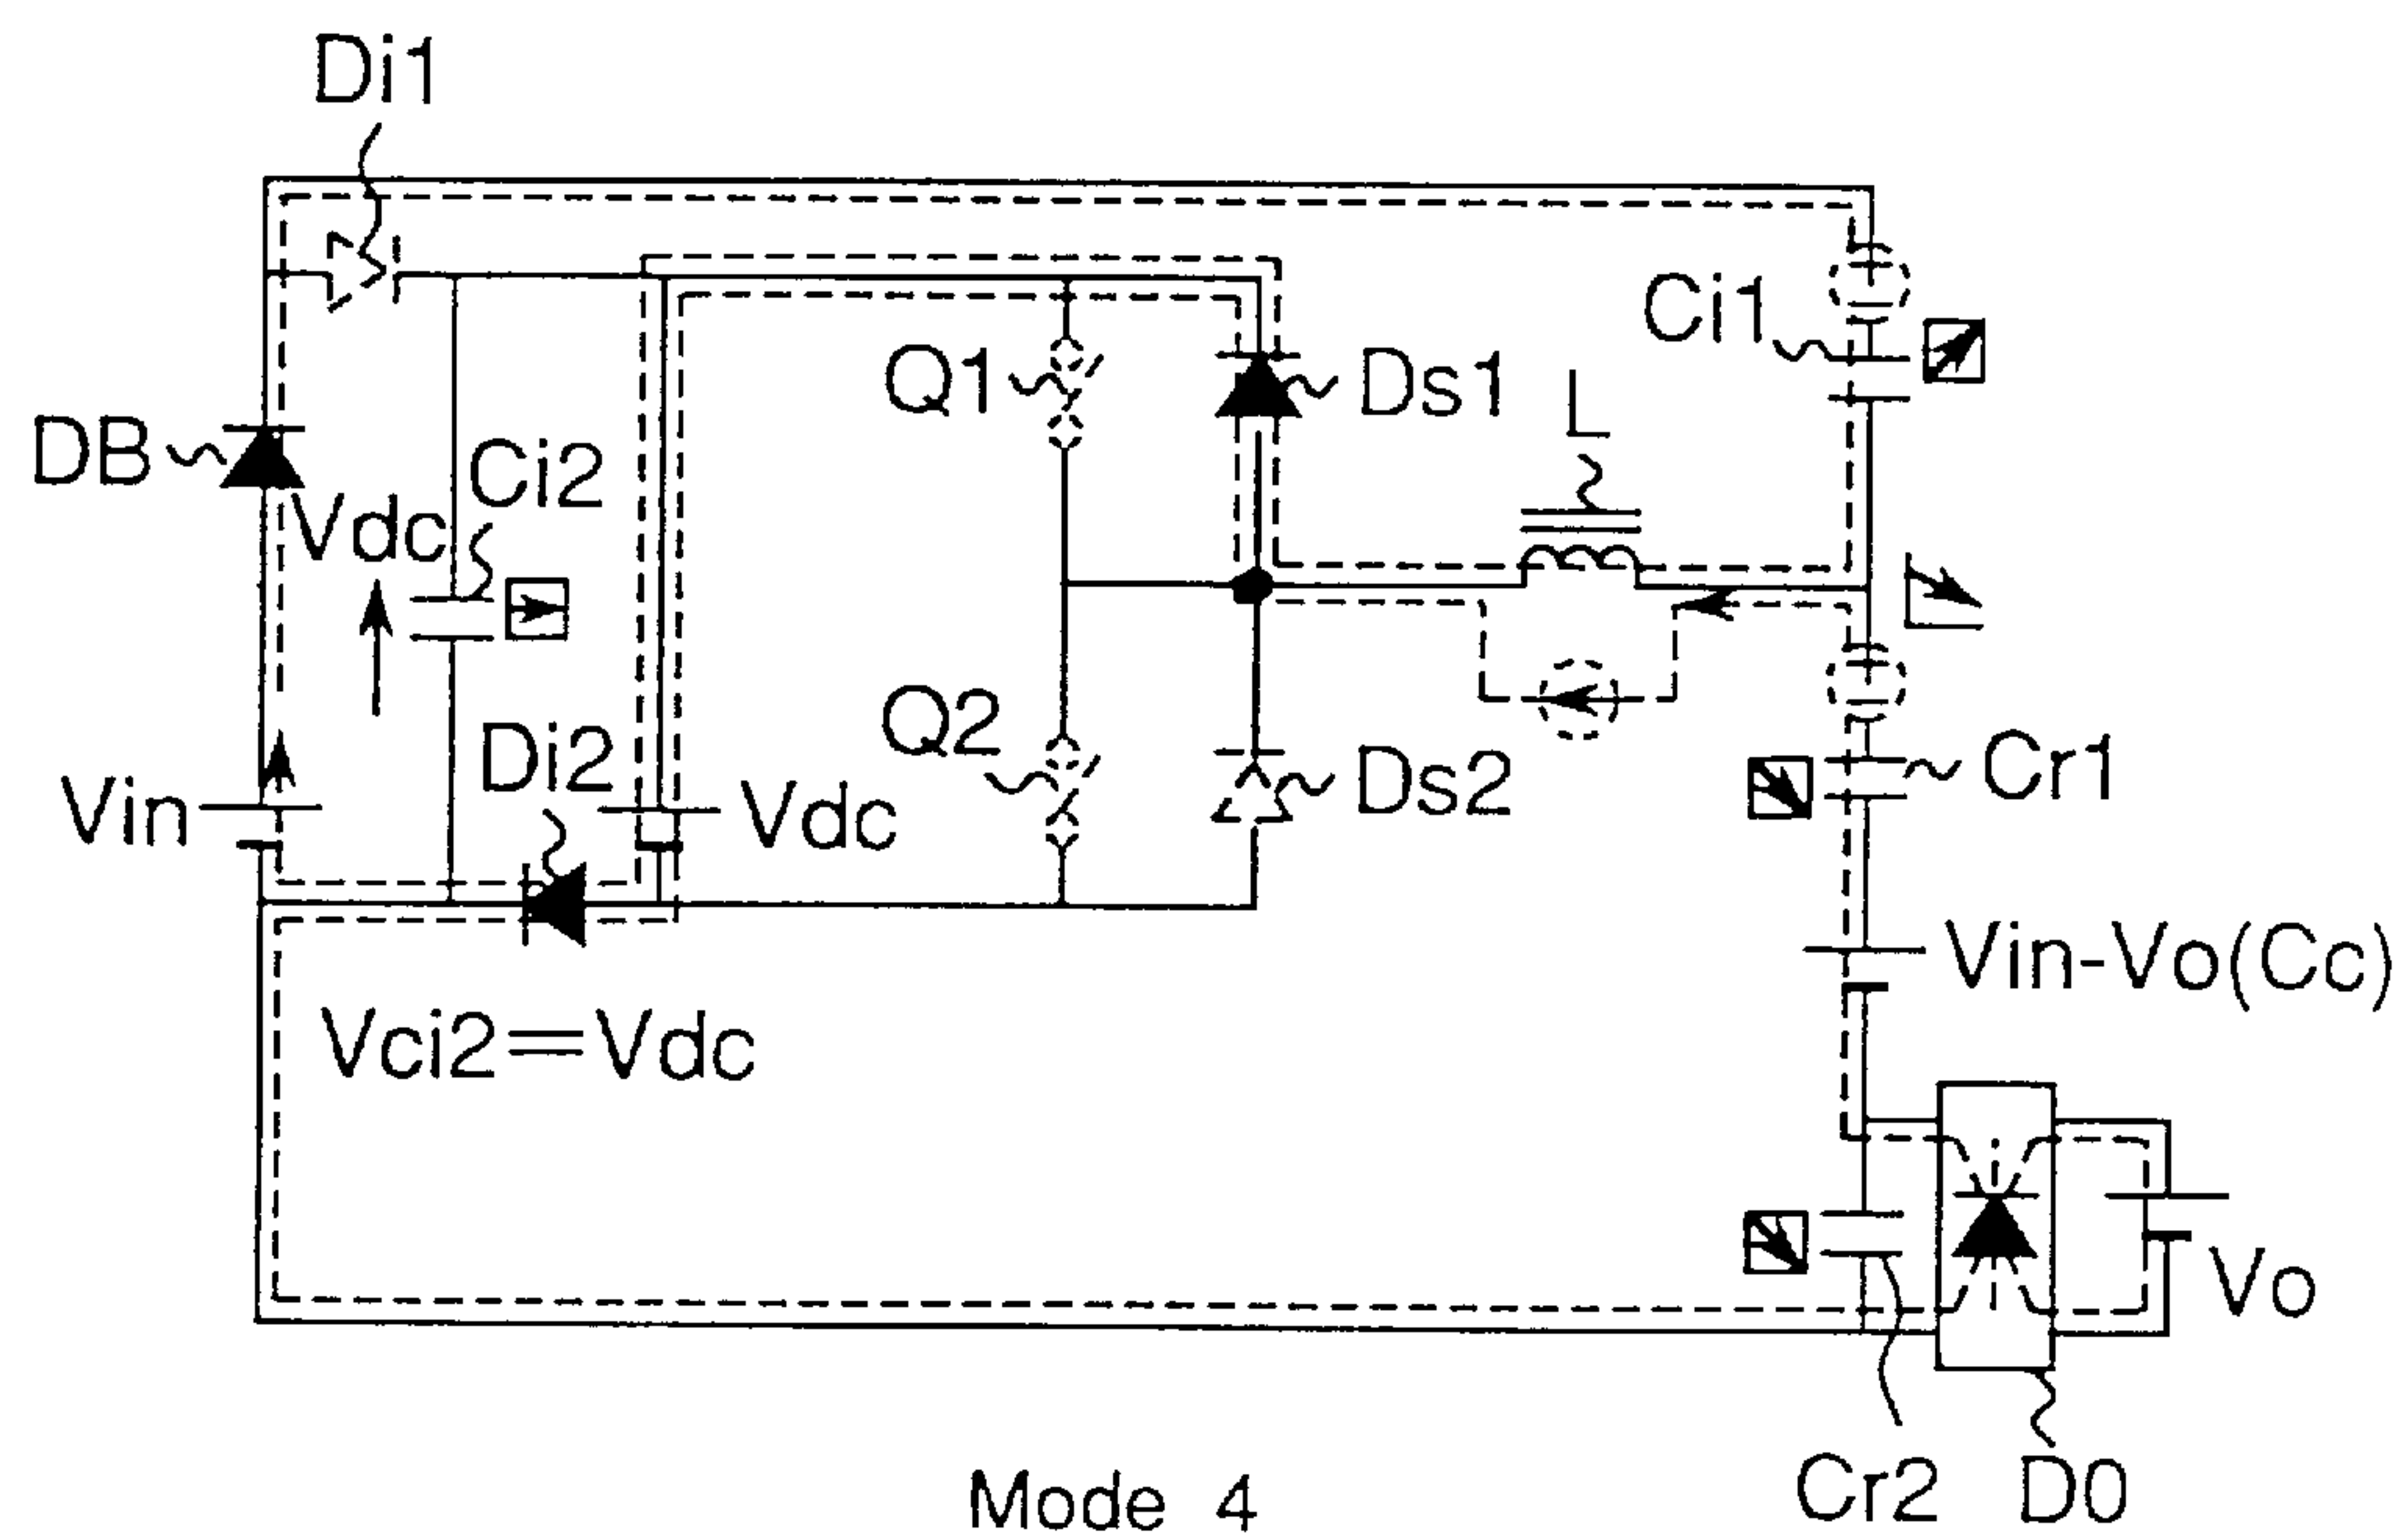 Di1
Ci1
Q1
Ds1
L
DB
Ci2
Vdc
Q2
Di2
Ds2
Cr1
Vin
Vdc
Vin-Vo(Cc)
Vci2=Vdc
Vo
Cr2
D0
Mode 4